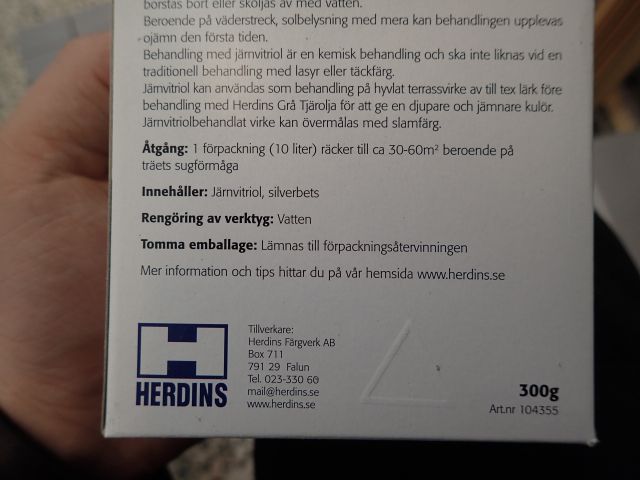 borstas bort eller sköljas av med vatten.
Beroende på väderstreck, solbelysning med mera kan behandlingen upplevas
ojämn den första tiden.
Behandling med järnvitriol är en kemisk behandling och ska inte liknas vid en
traditionell behandling med lasyr eller täckfärg.
Järnvitriol kan användas som behandling på hyvlat terrassvirke av till tex lärk före
behandling med Herdins Grå Tjärolja för att ge en djupare och jämnare kulör.
Järnvitriolbehandlat virke kan övermålas med slamfärg.
Åtgång: 1 förpackning (10 liter) räcker till ca 30-60m² beroende på
träets sugförmåga
Innehåller: Järnvitriol, silverbets
Rengöring av verktyg: Vatten
Tomma emballage: Lämnas till förpackningsåtervinningen
Mer information och tips hittar du på vår hemsida www.herdins.se
HERDINS
Tillverkare:
Herdins Färgverk AB
Box 711
791 29 Falun
Tel. 023-330 60
mail@herdins.se
www.herdins.se
300g
Art.nr 104355